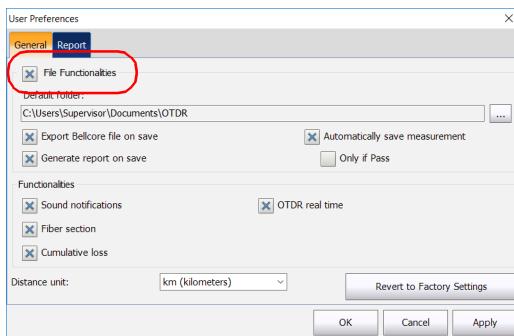 User Preferences
General Report
File Functionalities
Default folder:
C:\Users\Supervisor\Documents\OTDR ...
Export Bellcore file on save Automatically save measurement
Generate report on save Only if Pass
Functionalities
Sound notifications OTDR real time
Fiber section
Cumulative loss
Distance unit: km (kilometers) Revert to Factory Settings
OK Cancel Apply